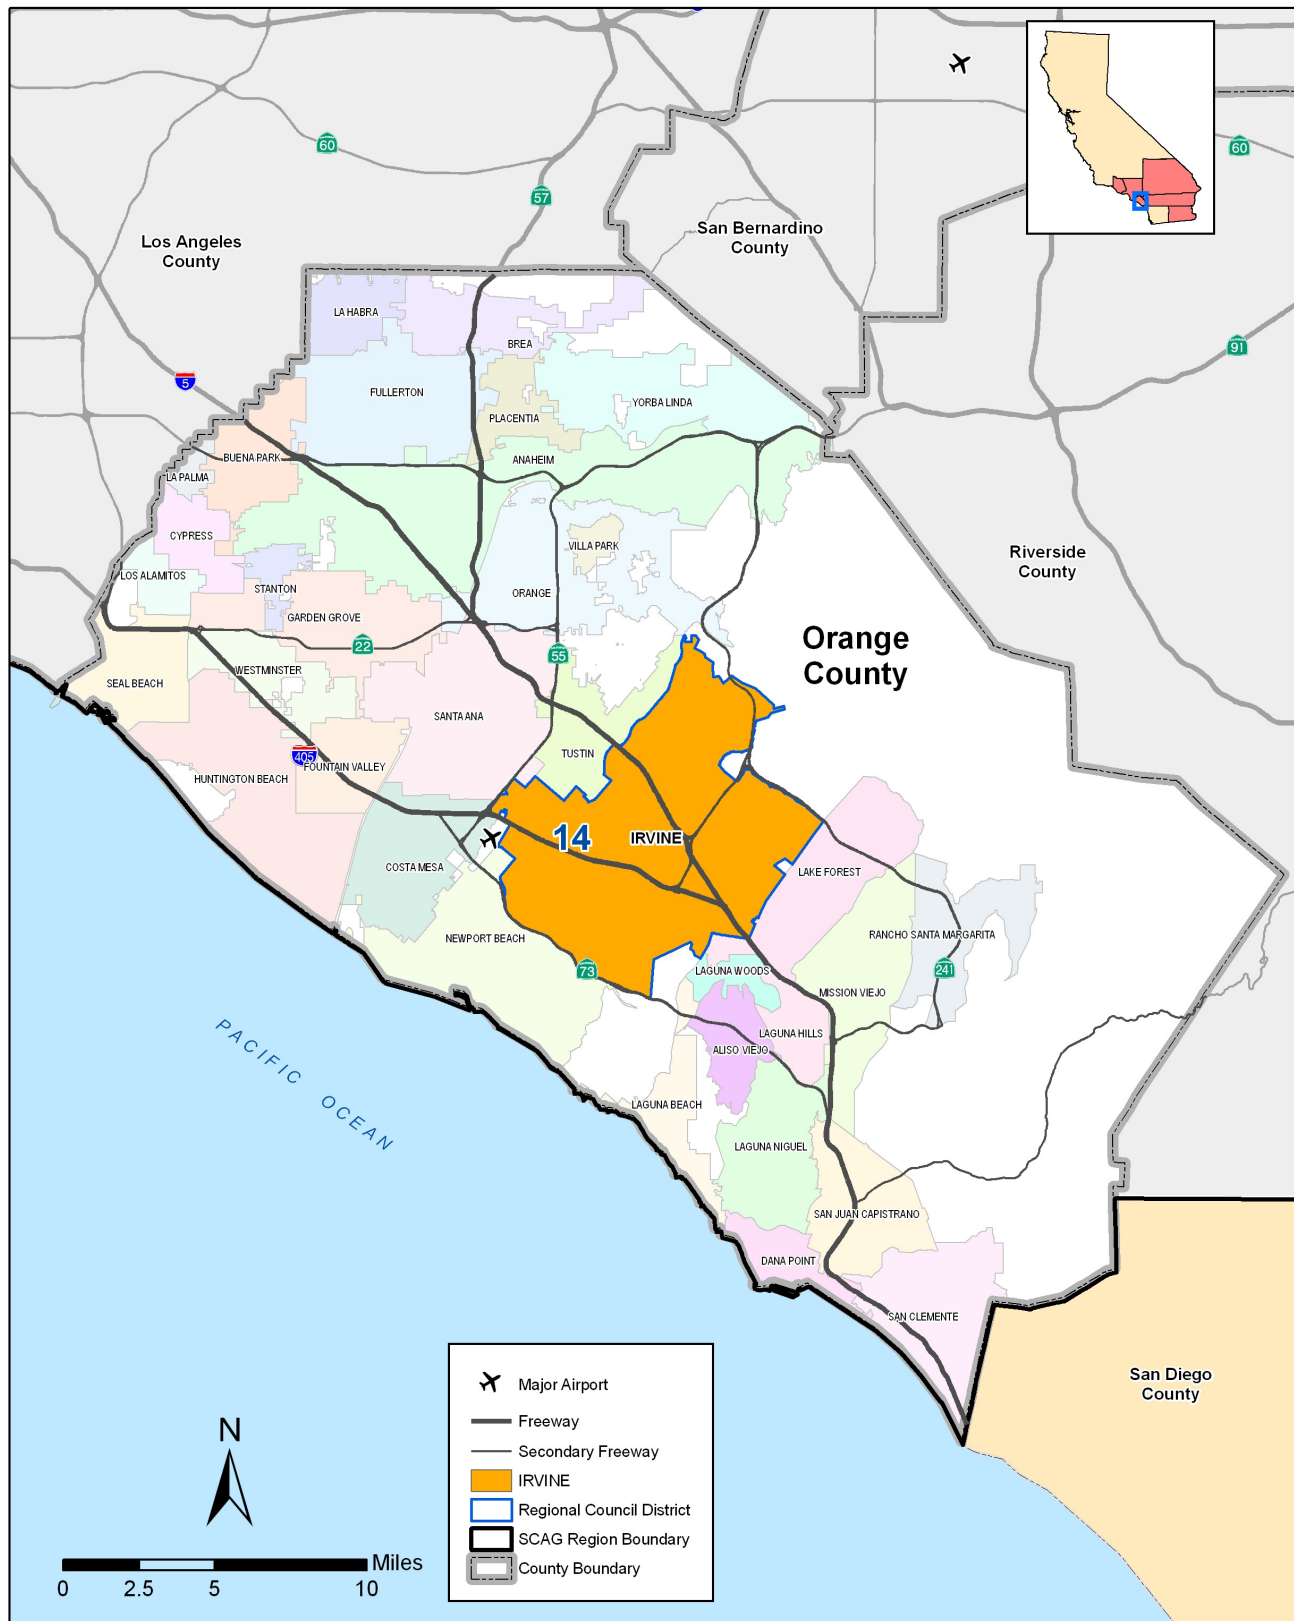 60
57
60
Los Angeles
County
San Bernardino
County
LA HABRA
BREA
91
5
FULLERTON
YORBA LINDA
PLACENTIA
BUENA PARK
ANAHEIM
LA PALMA
CYPRESS
VILLA PARK
Riverside
County
LOS ALAMITOS
STANTON
ORANGE
GARDEN GROVE
22
55
Orange
County
WESTMINSTER
SEAL BEACH
SANTA ANA
TUSTIN
405
FOUNTAIN VALLEY
HUNTINGTON BEACH
14
IRVINE
COSTA MESA
LAKE FOREST
NEWPORT BEACH
RANCHO SANTA MARGARITA
73
LAGUNA WOODS
241
MISSION VIEJO
LAGUNA HILLS
ALISO VIEJO
PACIFIC OCEAN
LAGUNA BEACH
LAGUNA NIGUEL
SAN JUAN CAPISTRANO
DANA POINT
SAN CLEMENTE
San Diego
County
Major Airport
Freeway
Secondary Freeway
IRVINE
Regional Council District
SCAG Region Boundary
County Boundary
N
Miles
0 2.5 5 10